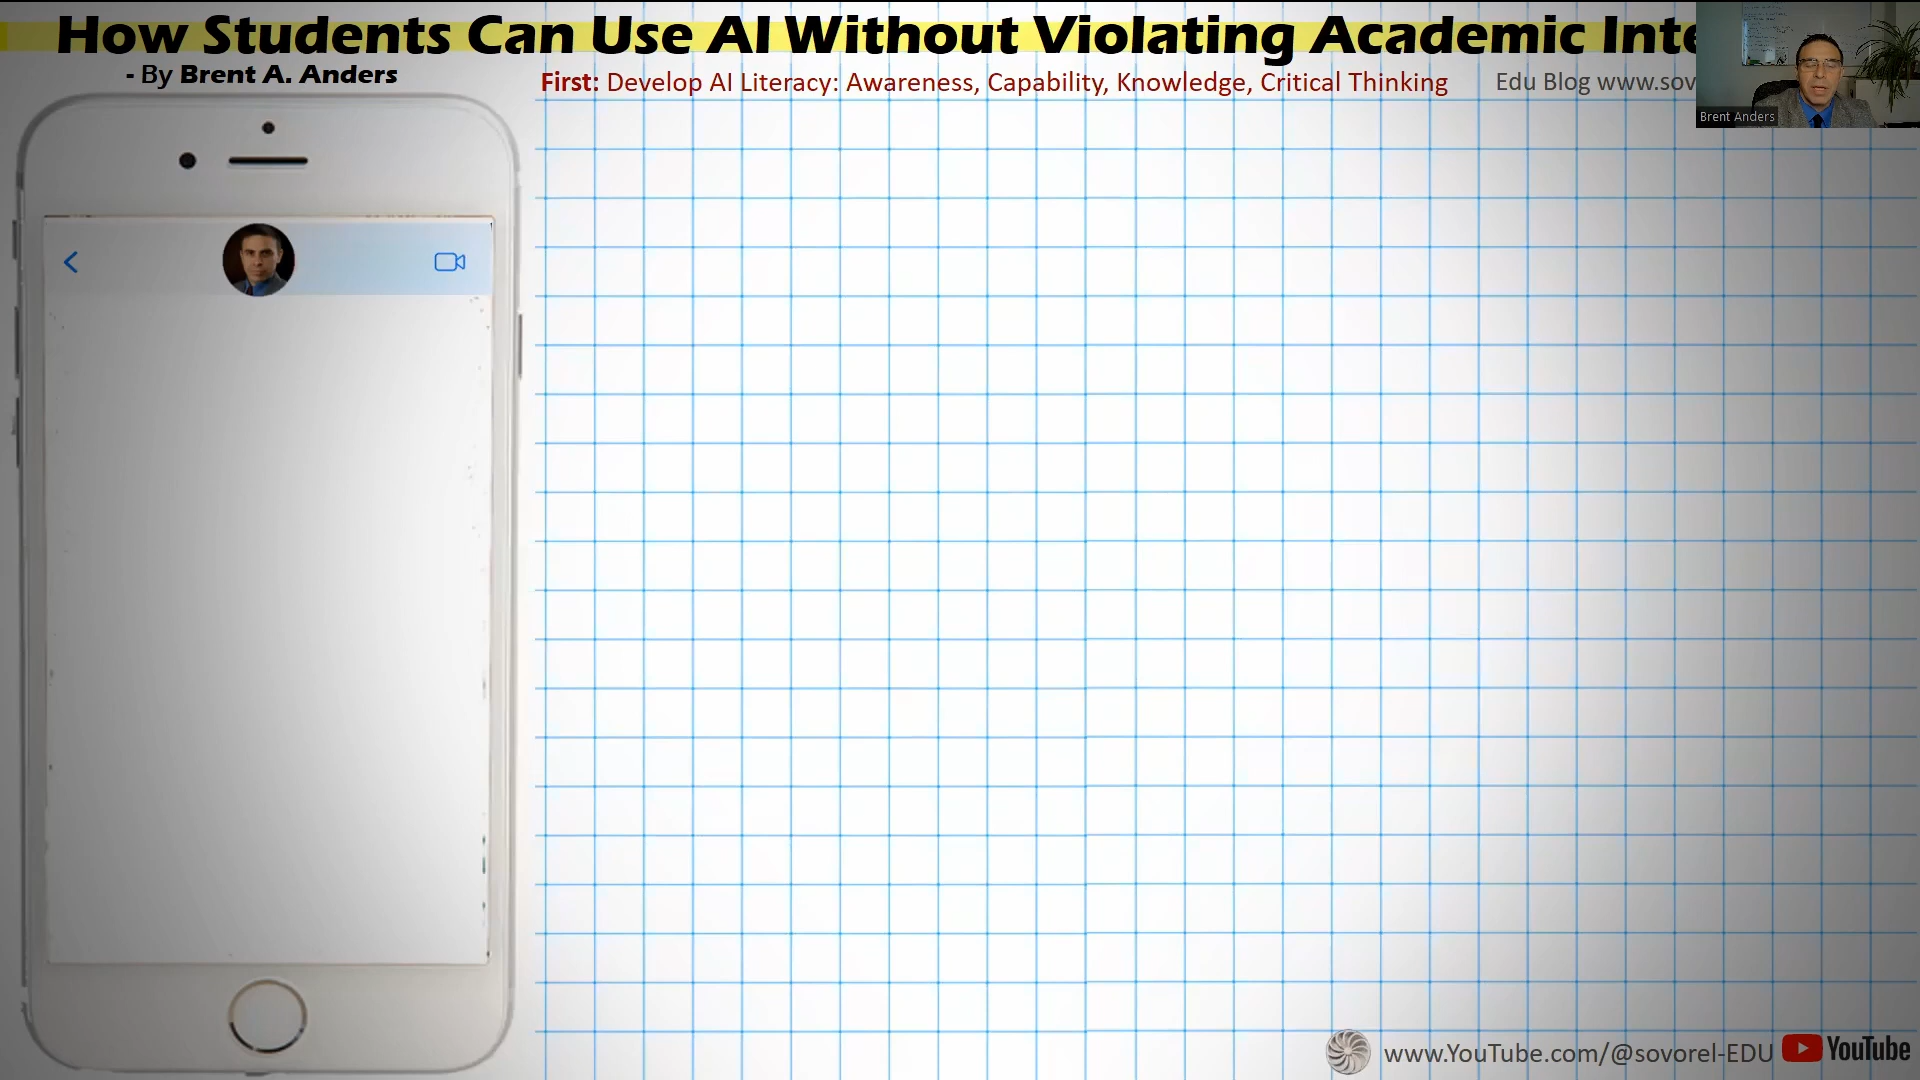 How Students Can Use AI Without Violating Academic Inte
- By Brent A. Anders
First: Develop AI Literacy: Awareness, Capability, Knowledge, Critical Thinking
Edu Blog www.sov
Brent Anders
www.YouTube.com/@sovorel-EDU
YouTube